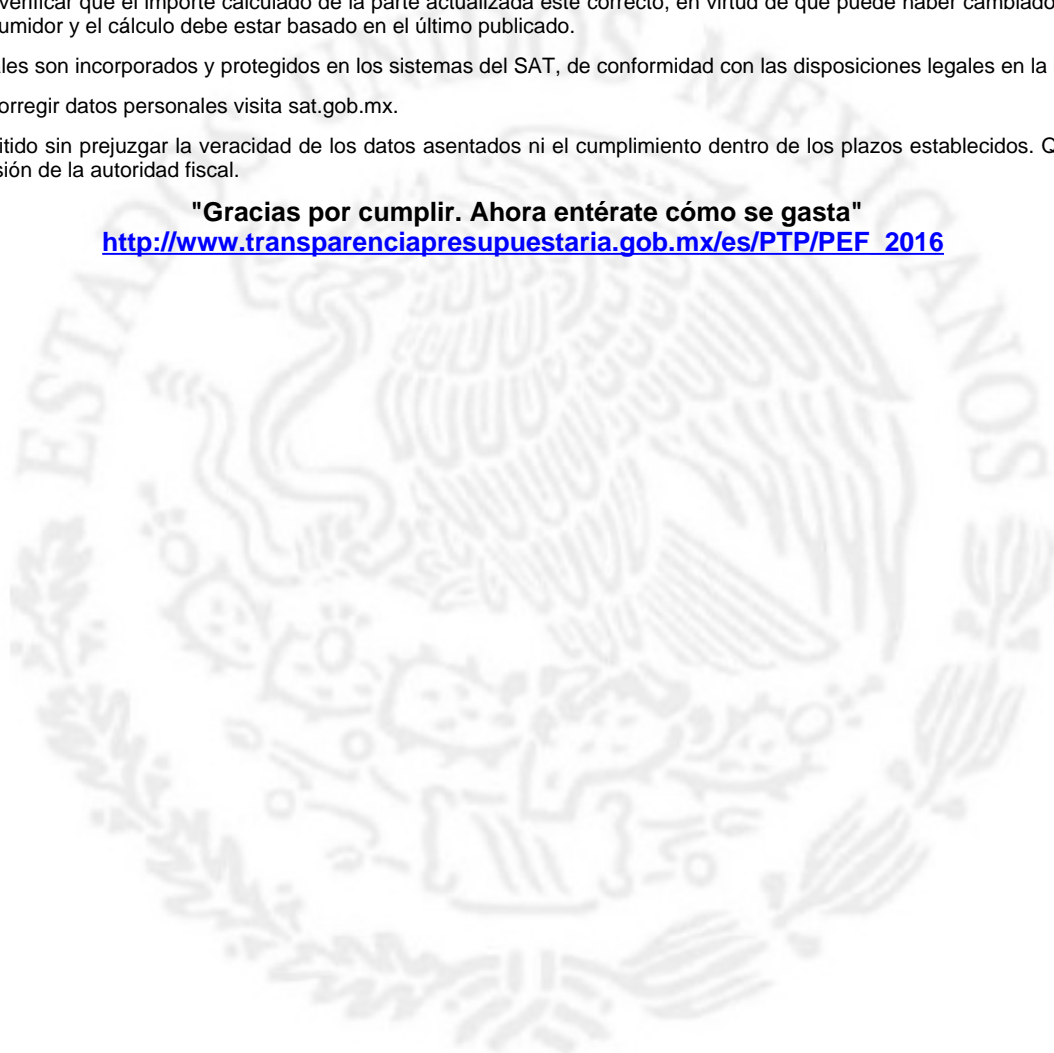 verificar que el importe calculado de la parte actualizada esté correcto, en virtud de que puede haber cambiado
umidor y el cálculo debe estar basado en el último publicado.
les son incorporados y protegidos en los sistemas del SAT, de conformidad con las disposiciones legales en la
orregir datos personales visita sat.gob.mx.
itido sin prejuzgar la veracidad de los datos asentados ni el cumplimiento dentro de los plazos establecidos. Q
sión de la autoridad fiscal.
"Gracias por cumplir. Ahora entérate cómo se gasta"
http://www.transparenciapresupuestaria.gob.mx/es/PTP/PEF_2016
ESTADOS UNIDOS MEXICANOS